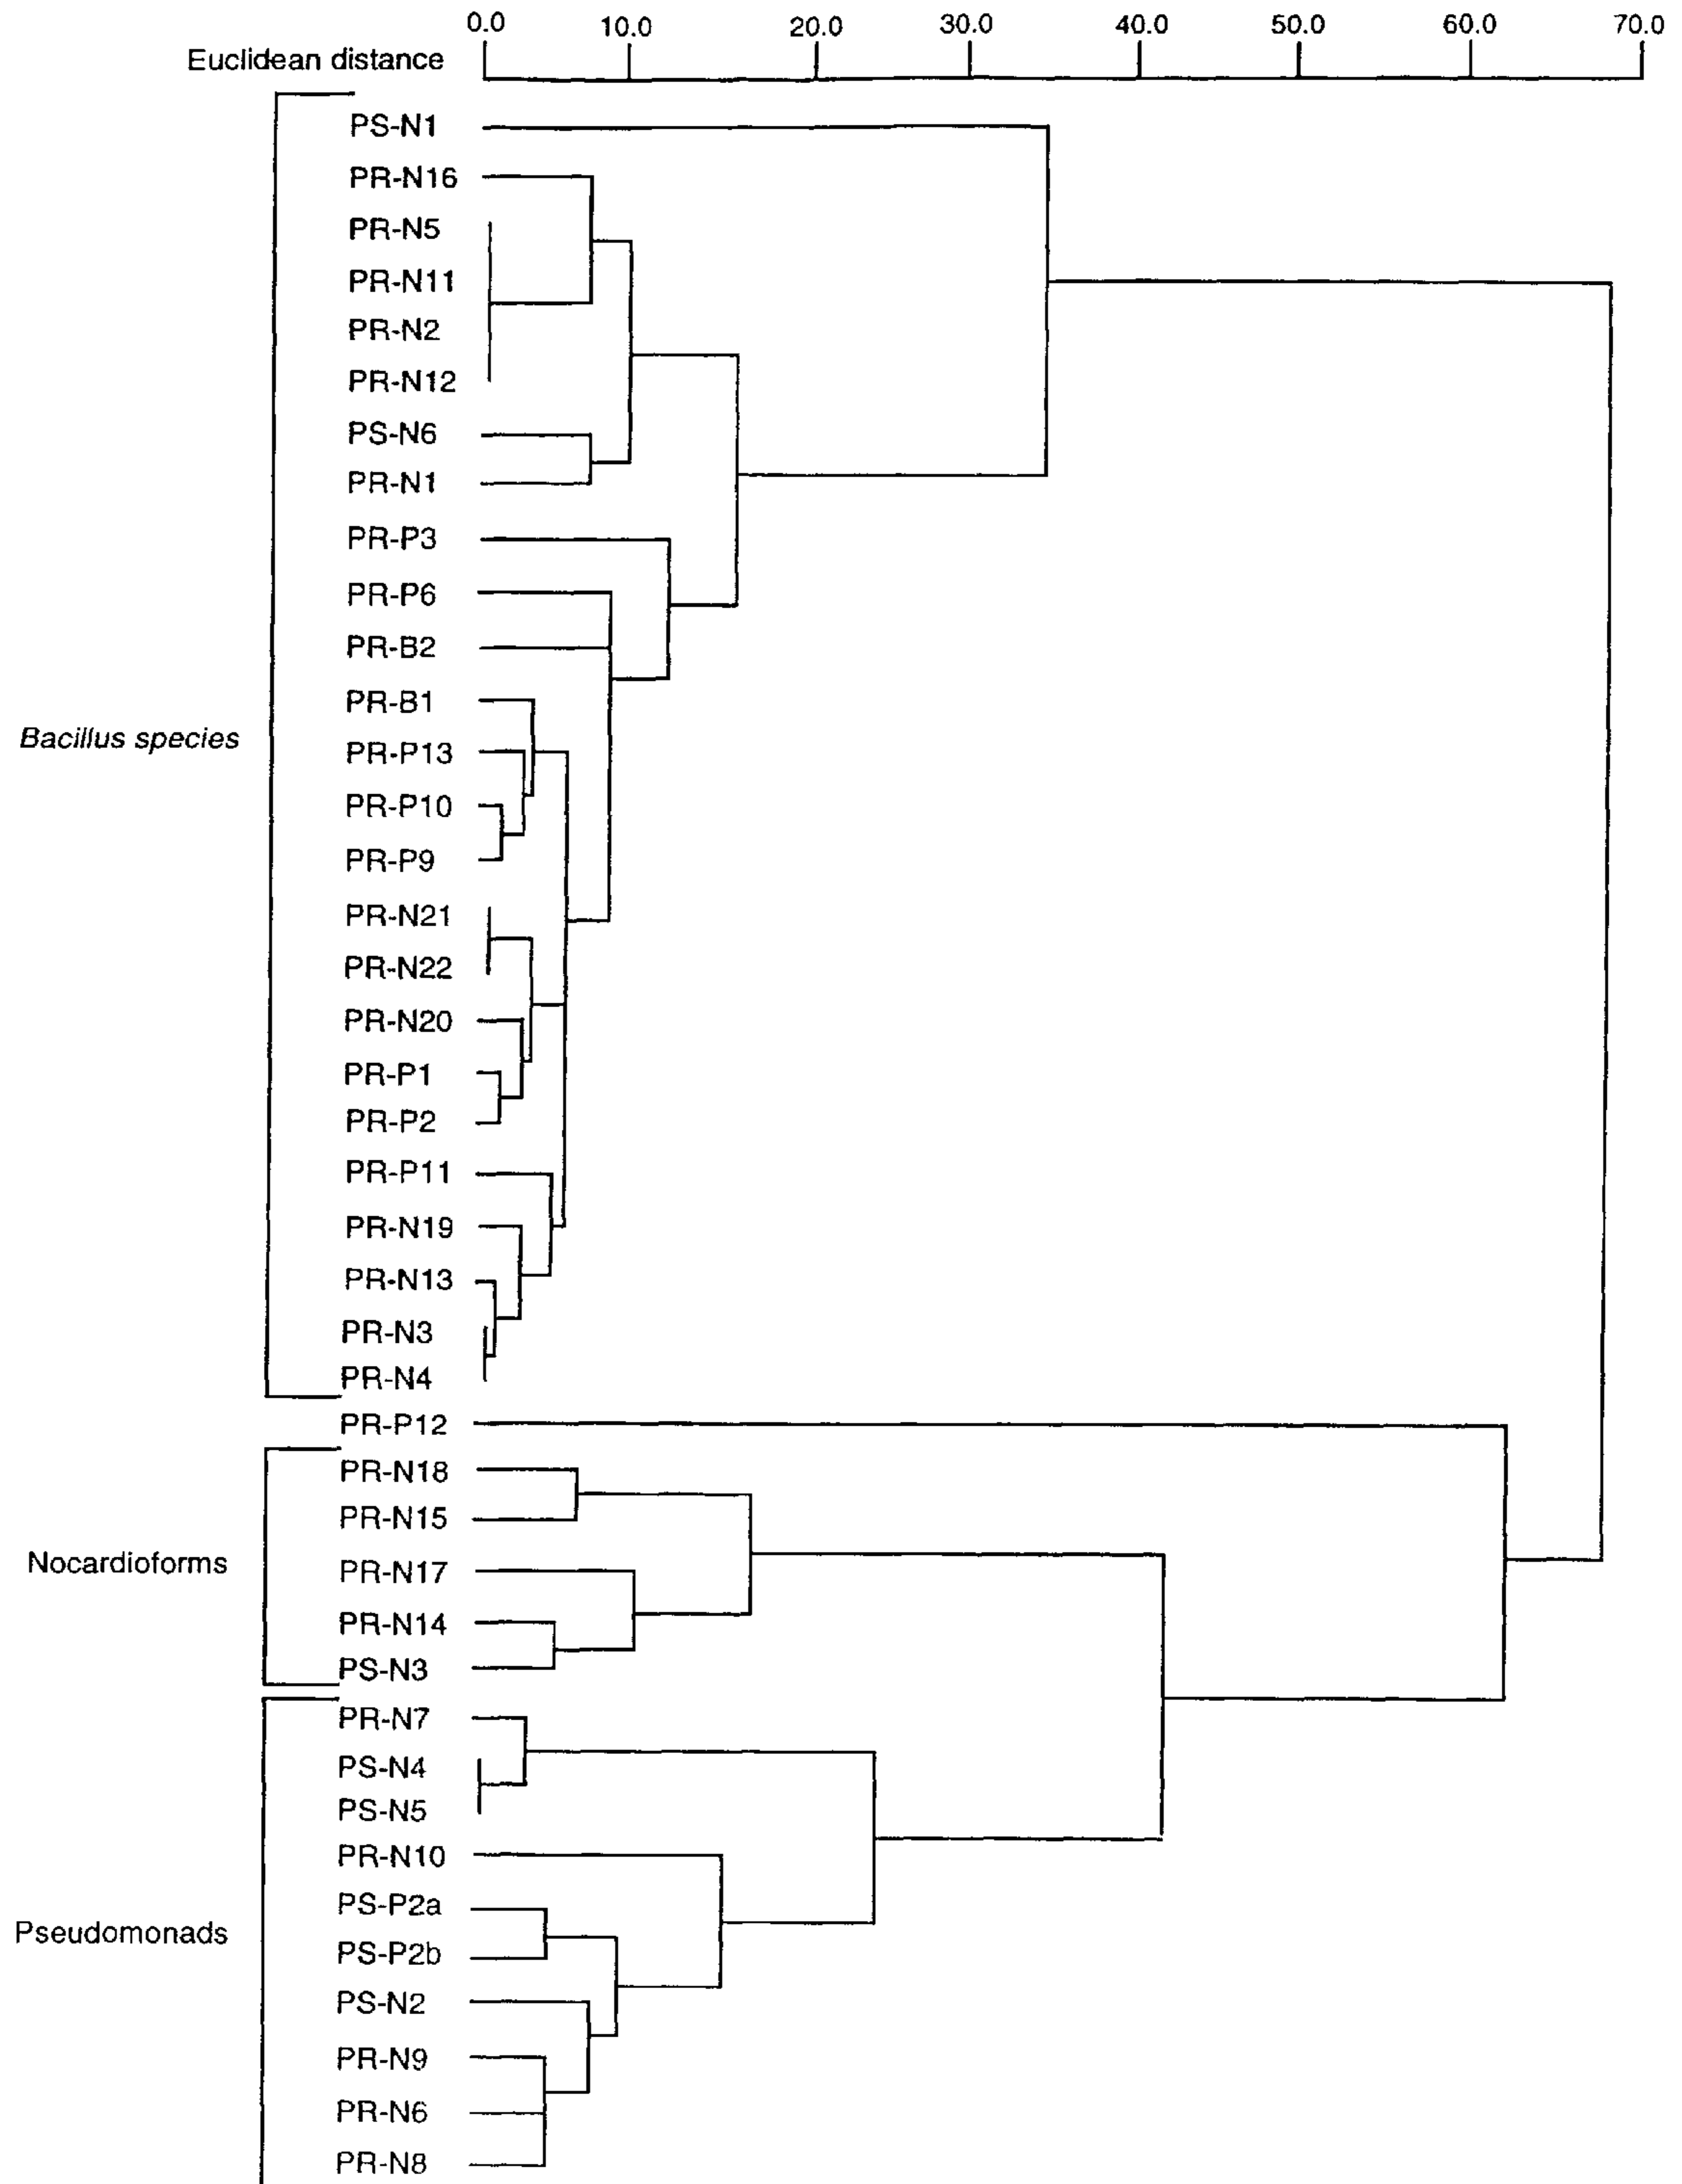 0.0 10.0 20.0 30.0 40.0 50.0 60.0 70.0
Euclidean distance
PS-N1
PR-N16
PR-N5
PR-N11
PR-N2
PR-N12
PS-N6
PR-N1
PR-P3
PR-P6
PR-B2
PR-B1
Bacillus species
PR-P13
PR-P10
PR-P9
PR-N21
PR-N22
PR-N20
PR-P1
PR-P2
PR-P11
PR-N19
PR-N13
PR-N3
PR-N4
PR-P12
PR-N18
PR-N15
Nocardioforms
PR-N17
PR-N14
PS-N3
PR-N7
PS-N4
PS-N5
PR-N10
PS-P2a
Pseudomonads
PS-P2b
PS-N2
PR-N9
PR-N6
PR-N8